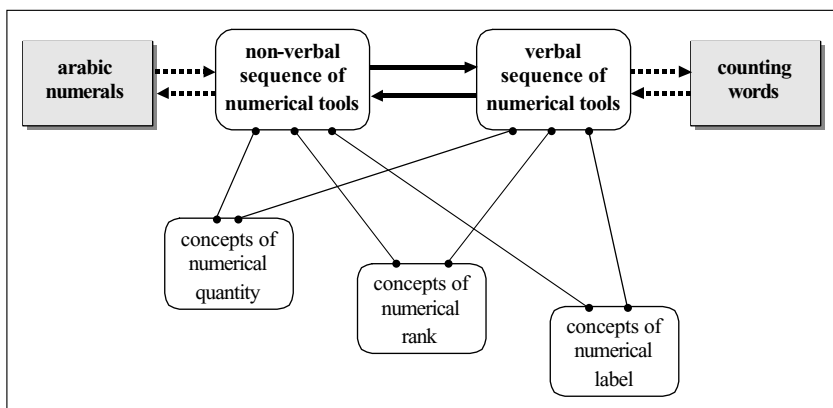 arabic
numerals
non-verbal
sequence of
numerical tools
verbal
sequence of
numerical tools
counting
words
concepts of
numerical
quantity
concepts of
numerical
rank
concepts of
numerical
label